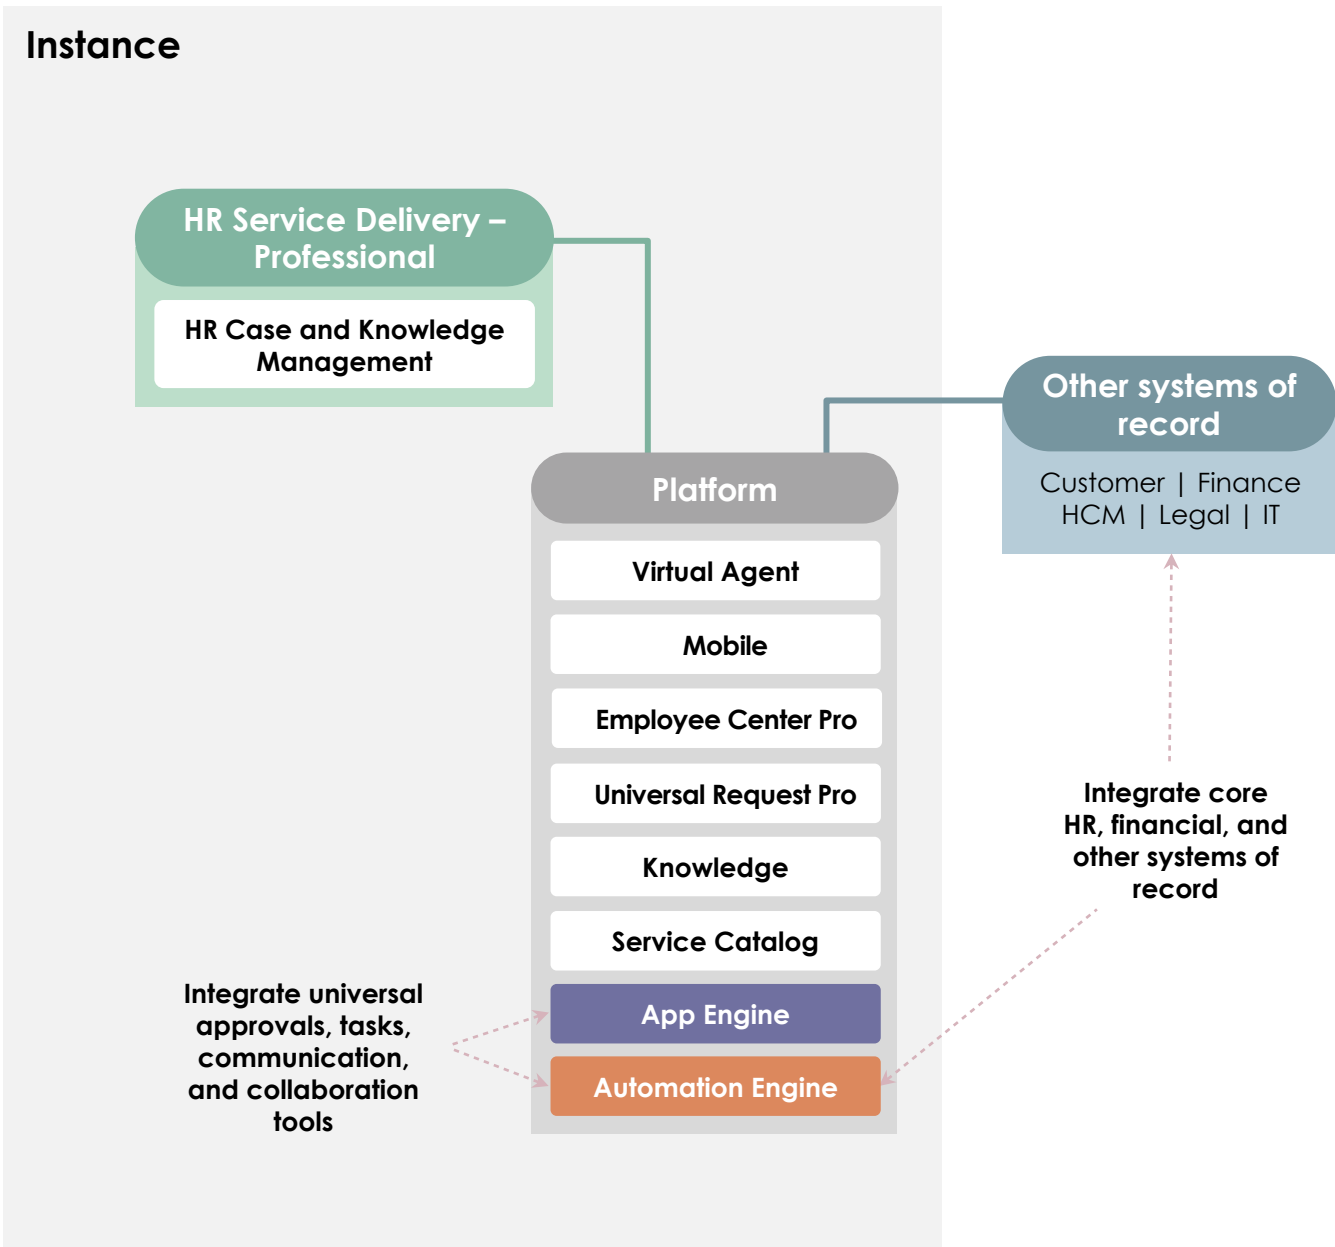 Instance
HR Service Delivery –
Professional
HR Case and Knowledge
Management
Other systems of
record
Customer | Finance
HCM | Legal | IT
Platform
Virtual Agent
Mobile
Employee Center Pro
Universal Request Pro
Knowledge
Service Catalog
App Engine
Automation Engine
Integrate core
HR, financial, and
other systems of
record
Integrate universal
approvals, tasks,
communication,
and collaboration
tools